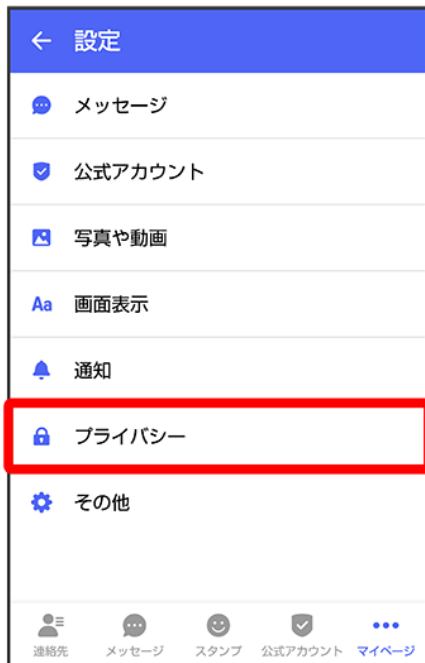 設定
メッセージ
公式アカウント
写真や動画
Aa 画面表示
通知
プライバシー
その他
連絡先 メッセージ スタンプ 公式アカウント マイページ